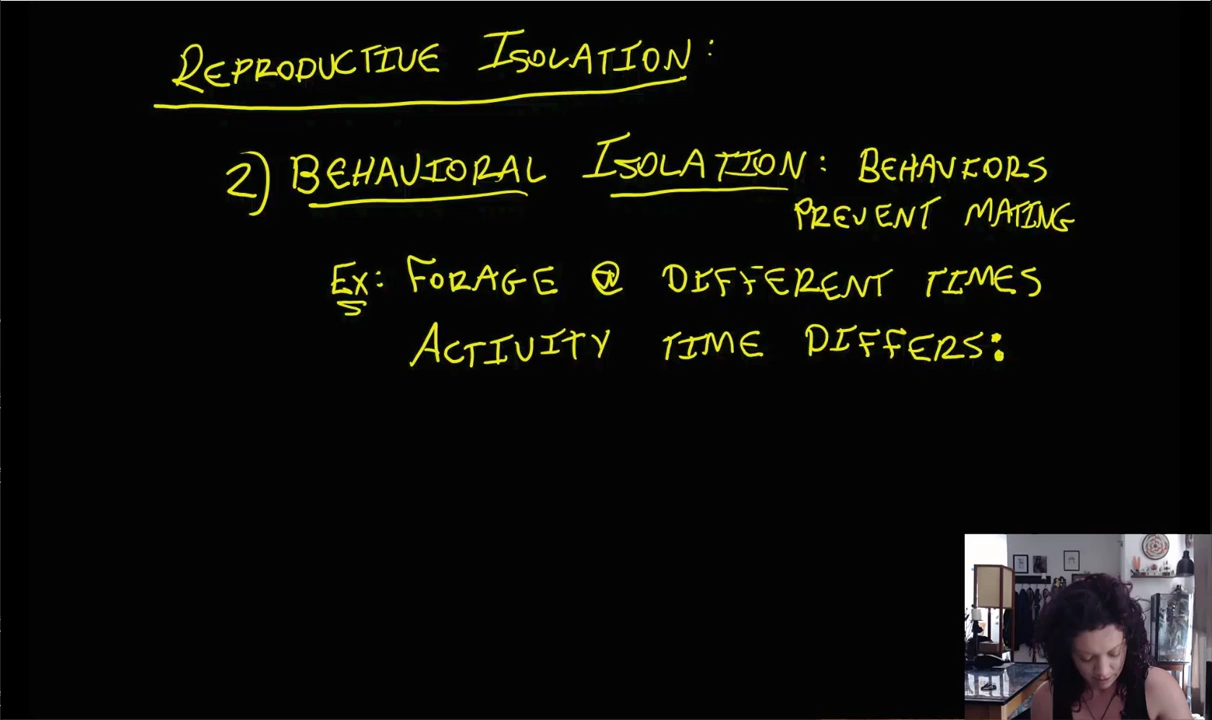 REPRODUCTIVE ISOLATION:
2) BEHAVIORAL ISOLATION: BEHAVIORS
PREVENT MATING
EX: FORAGE @ DIFFERENT TIMES
ACTIVITY TIME DIFFERS: